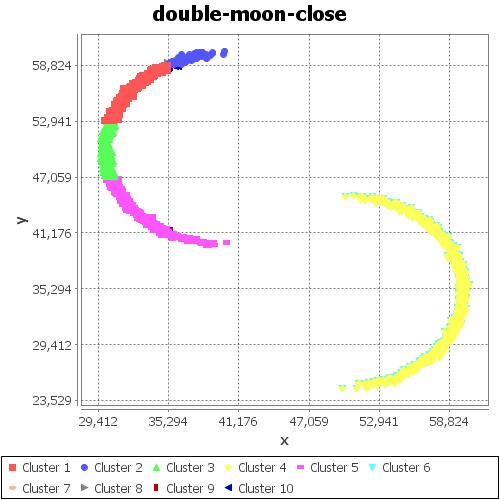 double-moon-close
58,824
52,941
47,059
41,176
35,294
29,412
23,529
y
29,412 35,294 41,176 47,059 52,941 58,824
x
Cluster 1 Cluster 2 Cluster 3 Cluster 4 Cluster 5 Cluster 6
Cluster 7 Cluster 8 Cluster 9 Cluster 10